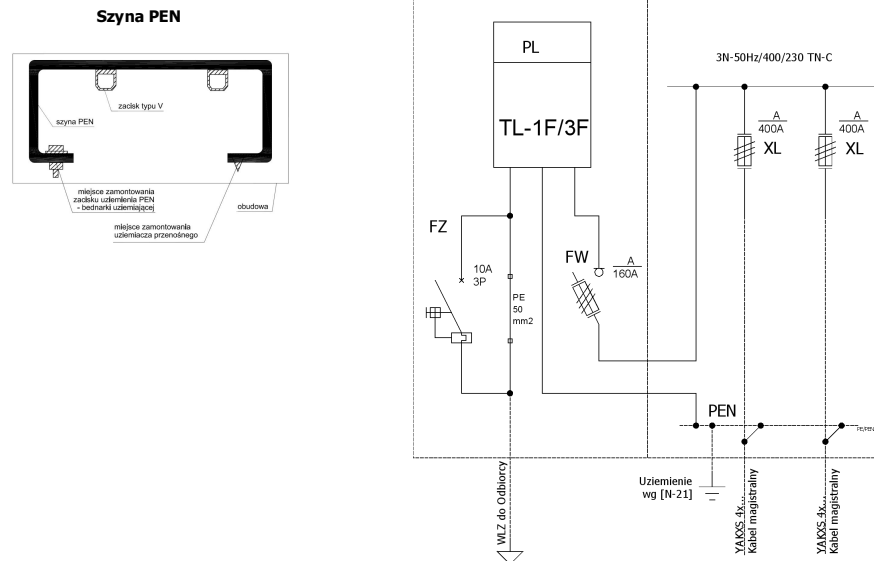 Szyna PEN
zacisk typu V
szyna PEN
miejsce zamontowania
zacisku uziemienia PEN
- bednarki uziemiającej
obudowa
miejsce zamontowania
uziemiacza przenośnego
PL
TL-1F/3F
FZ
10A
3P
PE
50
mm2
FW
A
160A
3N-50Hz/400/230 TN-C
A
400A
XL
A
400A
XL
PEN
PE/PEN
Uziemienie
wg [N-21]
WLZ do Odbiorcy
YAKXS 4x...
Kabel magistralny
YAKXS 4x...
Kabel magistralny